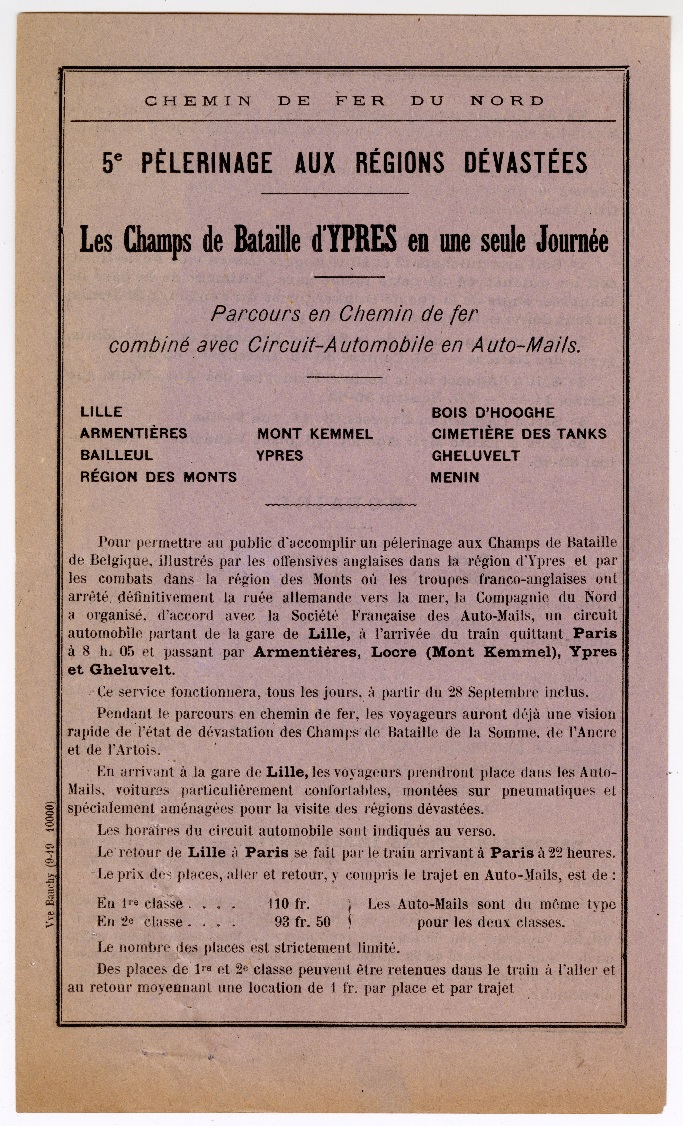 CHEMIN DE FER DU NORD
5e PÈLERINAGE AUX RÉGIONS DÉVASTÉES
Les Champs de Bataille d'YPRES en une seule Journée
Parcours en Chemin de fer
combiné avec Circuit-Automobile en Auto-Mails.
LILLE
ARMENTIÈRES
BAILLEUL
RÉGION DES MONTS
MONT KEMMEL
YPRES
BOIS D'HOOGHE
CIMETIÈRE DES TANKS
GHELUVELT
MENIN
Pour permettre au public d'accomplir un pélerinage aux Champs de Bataille
de Belgique, illustrés par les offensives anglaises dans la région d'Ypres et par
les combats dans la région des Monts où les troupes franco-anglaises ont
arrêté définitivement la ruée allemande vers la mer, la Compagnie du Nord
a organisé, d'accord avec la Société Française des Auto-Mails, un circuit
automobile partant de la gare de Lille, à l'arrivée du train quittant Paris
à 8 h. 05 et passant par Armentières, Locre (Mont Kemmel), Ypres
et Gheluvelt.
Ce service fonctionnera, tous les jours, à partir du 28 Septembre inclus.
Pendant le parcours en chemin de fer, les voyageurs auront déjà une vision
rapide de l'état de dévastation des Champs de Bataille de la Somme, de l'Ancre
et de l'Artois.
En arrivant à la gare de Lille, les voyageurs prendront place dans les Auto-
Mails, voitures particulièrement confortables, montées sur pneumatiques et
spécialement aménagées pour la visite des régions dévastées.
Les horaires du circuit automobile sont indiqués au verso.
Le retour de Lille à Paris se fait par le train arrivant à Paris à 22 heures.
Le prix des places, aller et retour, y compris le trajet en Auto-Mails, est de :
En 1re classe . . . . 110 fr.
En 2e classe . . . . 93 fr. 50
Les Auto-Mails sont du même type
pour les deux classes.
Le nombre des places est strictement limité.
Des places de 1re et 2e classe peuvent être retenues dans le train à l'aller et
au retour moyennant une location de 1 fr. par place et par trajet
Vve Bauchy (9-19 10000)